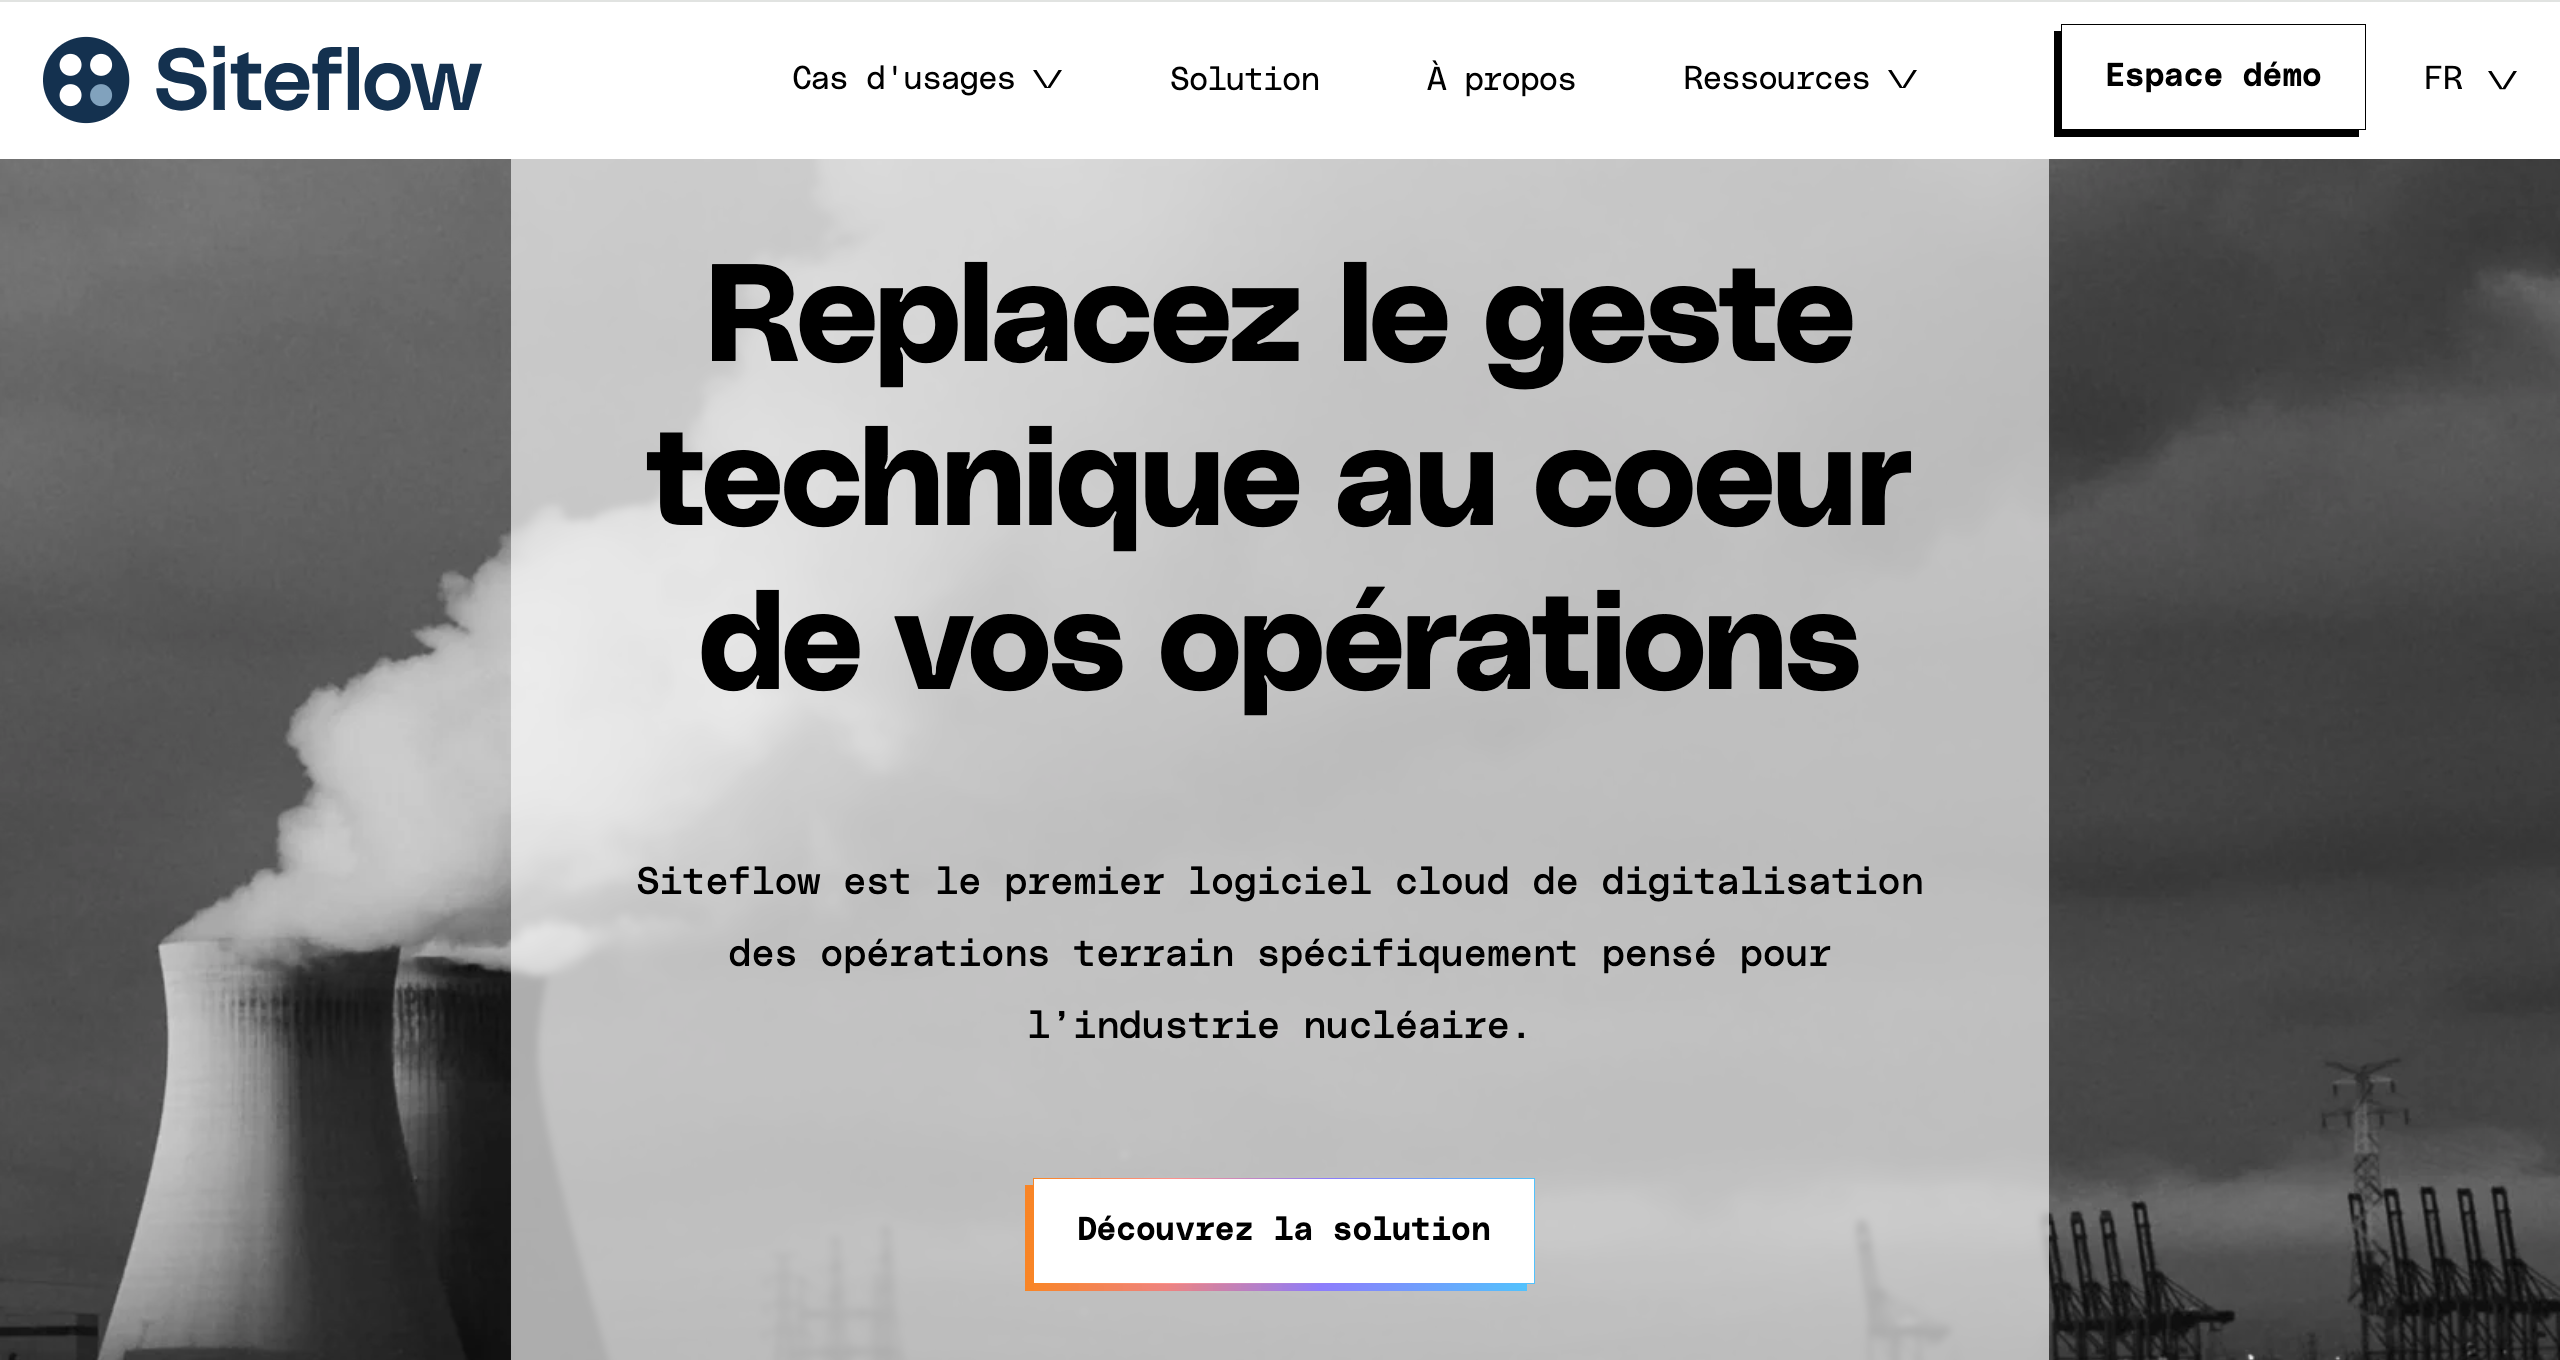 Siteflow
Cas d'usages
Solution
À propos
Ressources
Espace démo
FR
Replacez le geste
technique au coeur
de vos opérations
Siteflow est le premier logiciel cloud de digitalisation
des opérations terrain spécifiquement pensé pour
l’industrie nucléaire.
Découvrez la solution